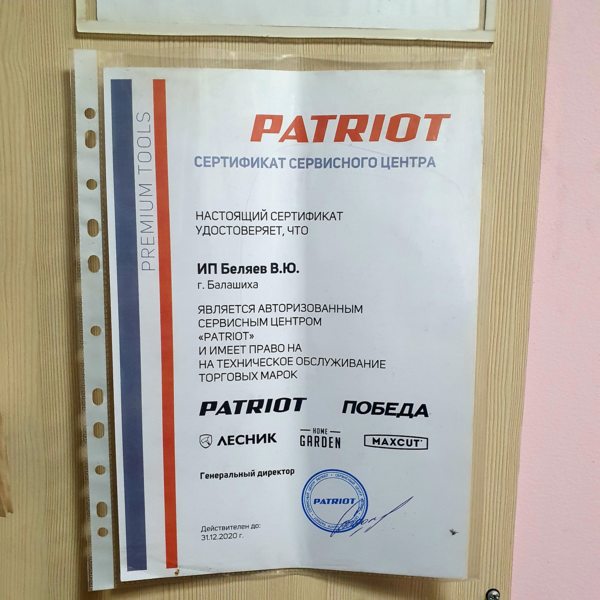 PREMIUM TOOLS
PATRIOT
СЕРТИФИКАТ СЕРВИСНОГО ЦЕНТРА
НАСТОЯЩИЙ СЕРТИФИКАТ
УДОСТОВЕРЯЕТ, ЧТО
ИП Беляев В.Ю.
г. Балашиха
ЯВЛЯЕТСЯ АВТОРИЗОВАННЫМ
СЕРВИСНЫМ ЦЕНТРОМ
«PATRIOT»
И ИМЕЕТ ПРАВО НА
НА ТЕХНИЧЕСКОЕ ОБСЛУЖИВАНИЕ
ТОРГОВЫХ МАРОК
PATRIOT ПОБЕДА
ЛЕСНИК HOME GARDEN MAXCUT
Генеральный директор
PATRIOT
Действителен до:
31.12.2020 г.